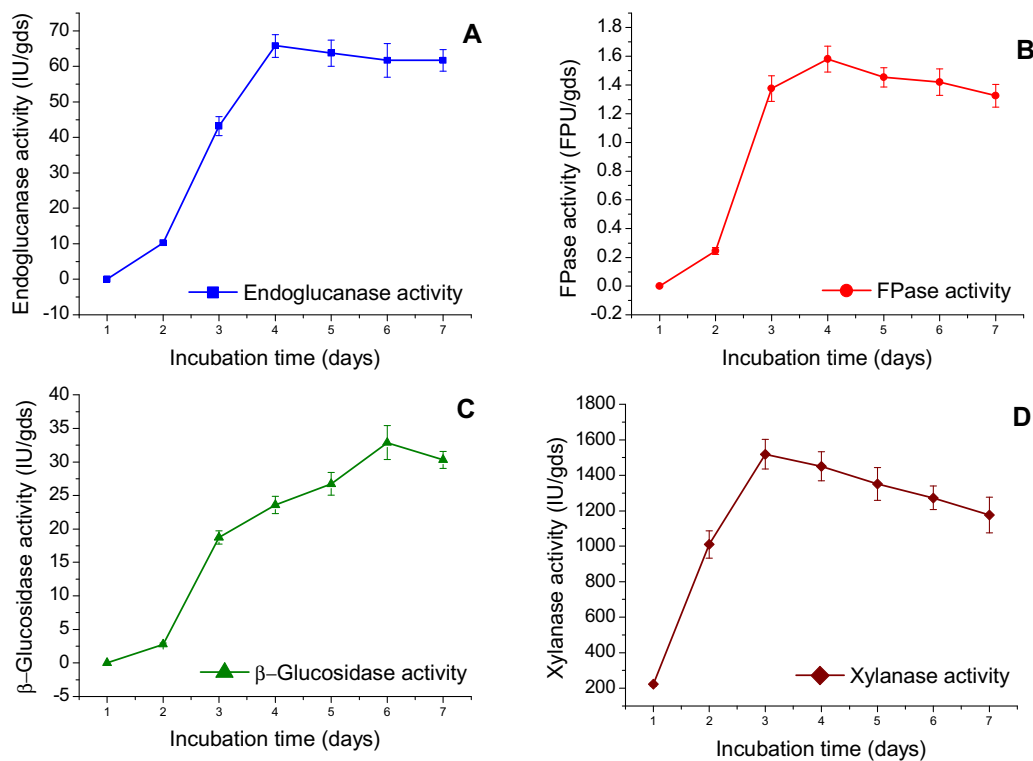 A
Endoglucanase activity (IU/gds)
70
60
50
40
30
20
10
0
-10
Endoglucanase activity
1 2 3 4 5 6 7
Incubation time (days)
B
FPase activity (FPU/gds)
1.8
1.6
1.4
1.2
1.0
0.8
0.6
0.4
0.2
0.0
-0.2
FPase activity
1 2 3 4 5 6 7
Incubation time (days)
C
β–Glucosidase activity (IU/gds)
40
35
30
25
20
15
10
5
0
-5
β–Glucosidase activity
1 2 3 4 5 6 7
Incubation time (days)
D
Xylanase activity (IU/gds)
1800
1600
1400
1200
1000
800
600
400
200
Xylanase activity
1 2 3 4 5 6 7
Incubation time (days)